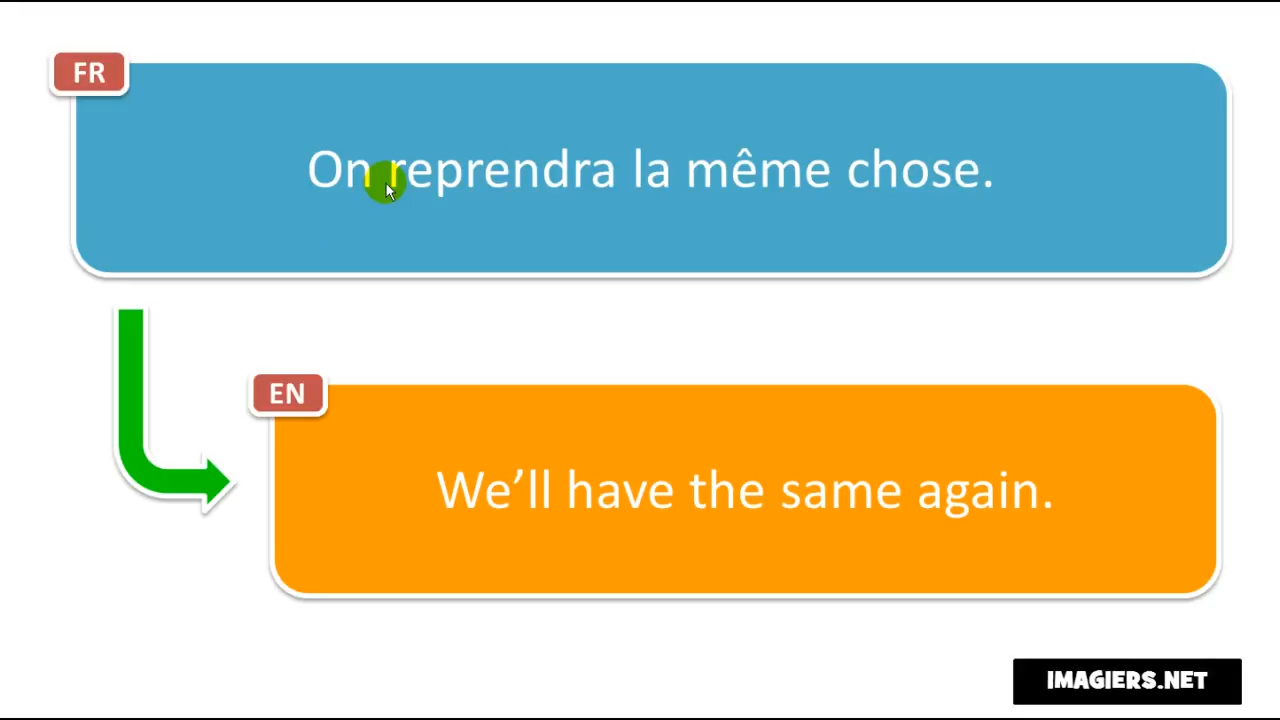 FR
On reprendra la même chose.
EN
We’ll have the same again.
IMAGIERS.NET